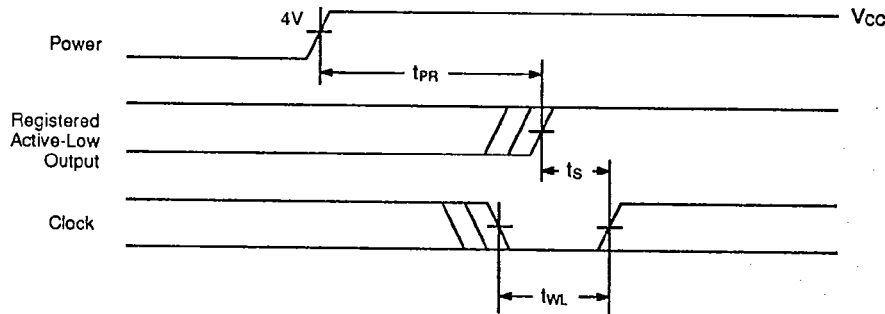 4V
VCC
Power
tPR
Registered
Active-Low
Output
tS
Clock
tWL